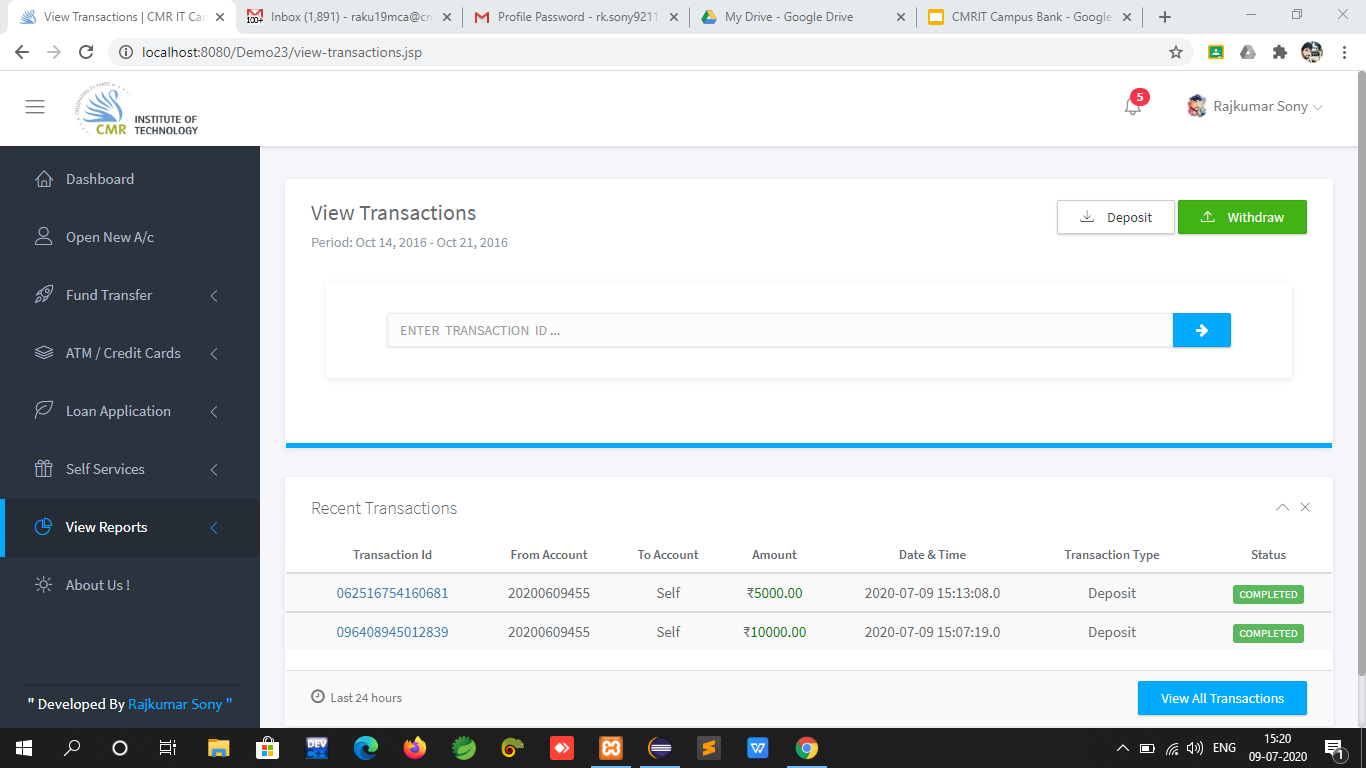 View Transactions | CMR IT Car
100+
Inbox (1,891) - raku19mca@cm
Profile Password - rk.sony9211
My Drive - Google Drive
CMRIT Campus Bank - Google
localhost:8080/Demo23/view-transactions.jsp
CMR INSTITUTE OF
TECHNOLOGY
5
Rajkumar Sony
Dashboard
Open New A/c
Fund Transfer
ATM / Credit Cards
Loan Application
Self Services
View Reports
About Us !
" Developed By Rajkumar Sony "
View Transactions
Period: Oct 14, 2016 - Oct 21, 2016
Deposit
Withdraw
ENTER TRANSACTION ID ...
Recent Transactions
Transaction Id From Account To Account Amount Date & Time Transaction Type Status
062516754160681 20200609455 Self ₹5000.00 2020-07-09 15:13:08.0 Deposit COMPLETED
096408945012839 20200609455 Self ₹10000.00 2020-07-09 15:07:19.0 Deposit COMPLETED
Last 24 hours
View All Transactions
DEV
ENG
15:20
09-07-2020
1